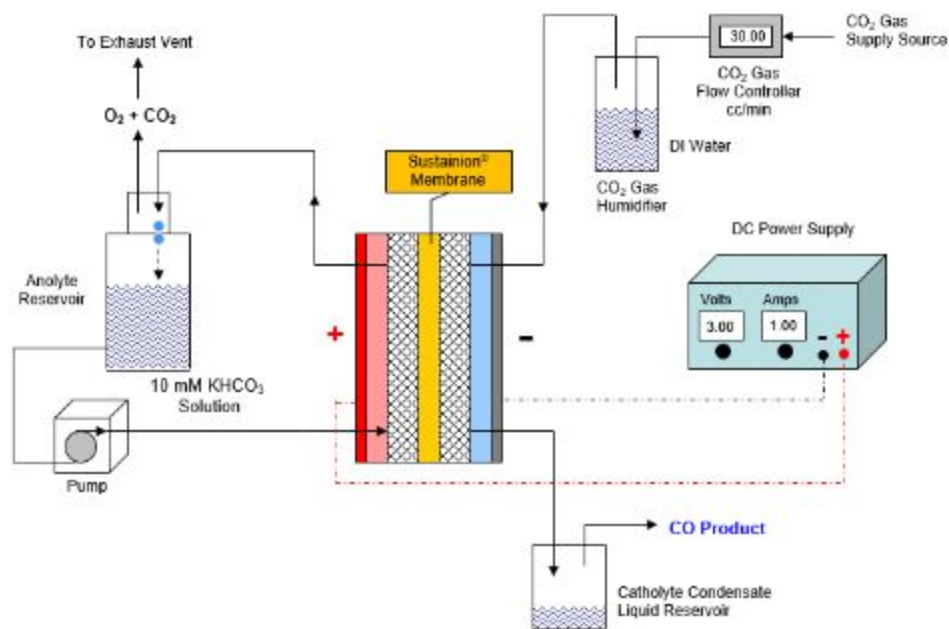 To Exhaust Vent
O₂ + CO₂
Anolyte
Reservoir
10 mM KHCO₃
Solution
Pump
Sustainion®
Membrane
+
-
30.00
CO₂ Gas
Supply Source
CO₂ Gas
Flow Controller
cc/min
DI Water
CO₂ Gas
Humidifier
DC Power Supply
Volts
Amps
3.00
1.00
- +
CO Product
Catholyte Condensate
Liquid Reservoir